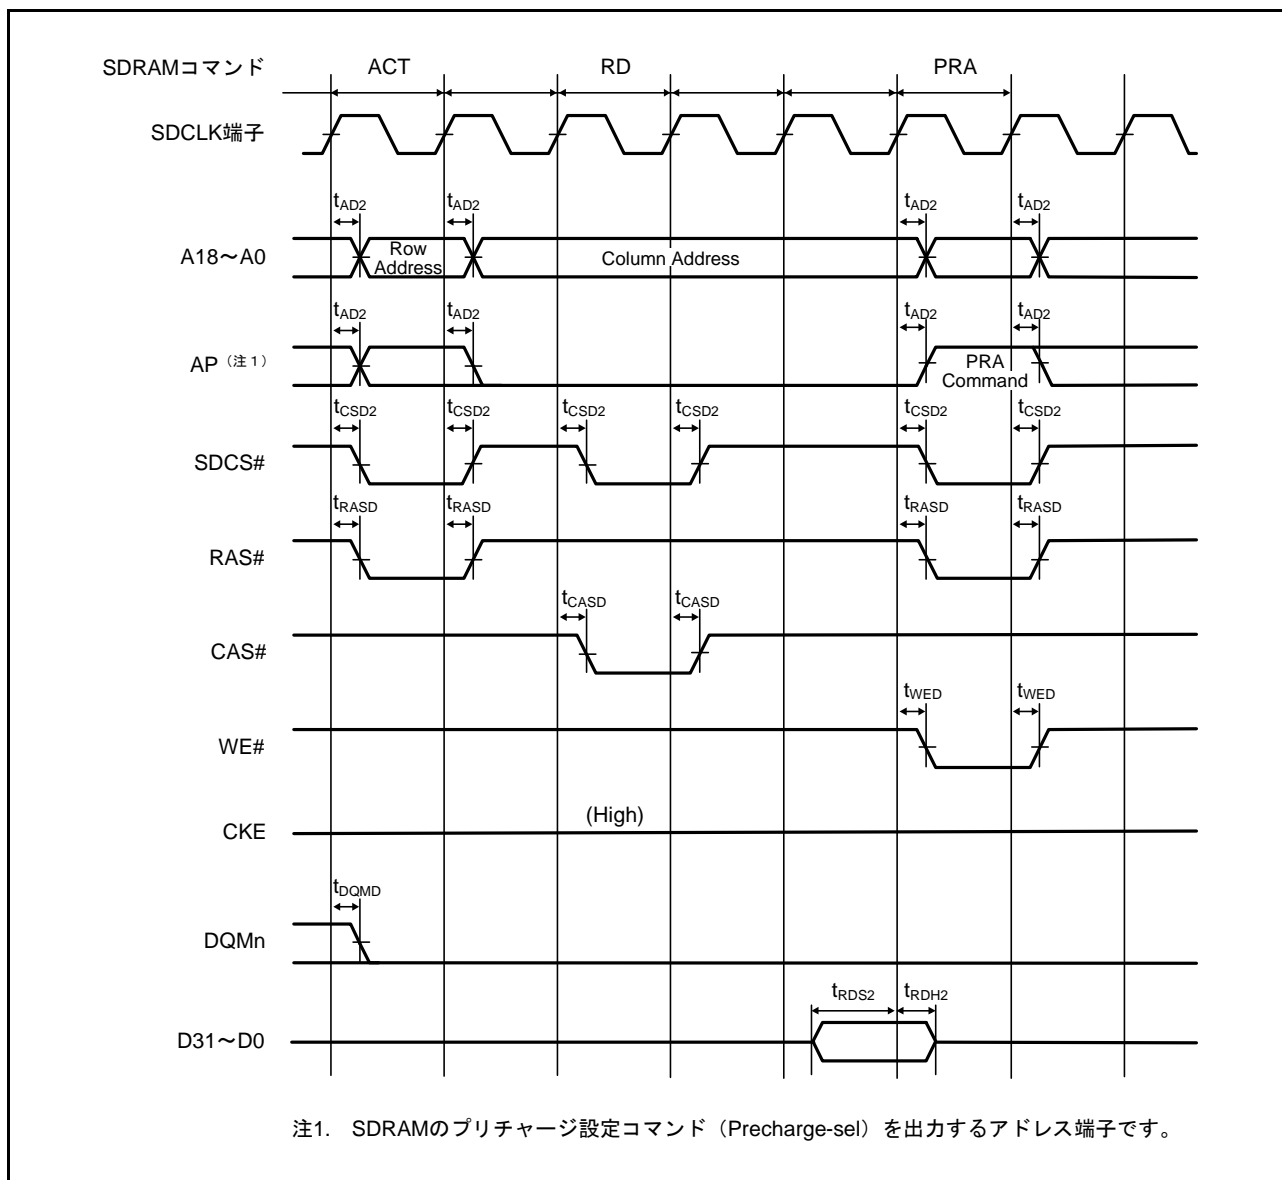 SDRAMコマンド ACT RD PRA
SDCLK端子
tAD2 tAD2 tAD2 tAD2
A18～A0 Row Address Column Address
tAD2 tAD2 tAD2 tAD2
AP（注１） PRA Command
tCSD2 tCSD2 tCSD2 tCSD2 tCSD2 tCSD2
SDCS#
tRASD tRASD tRASD tRASD
RAS#
tCASD tCASD
CAS#
tWED tWED
WE#
(High)
CKE
tDQMD
DQMn
tRDS2 tRDH2
D31～D0
注1. SDRAMのプリチャージ設定コマンド（Precharge-sel）を出力するアドレス端子です。